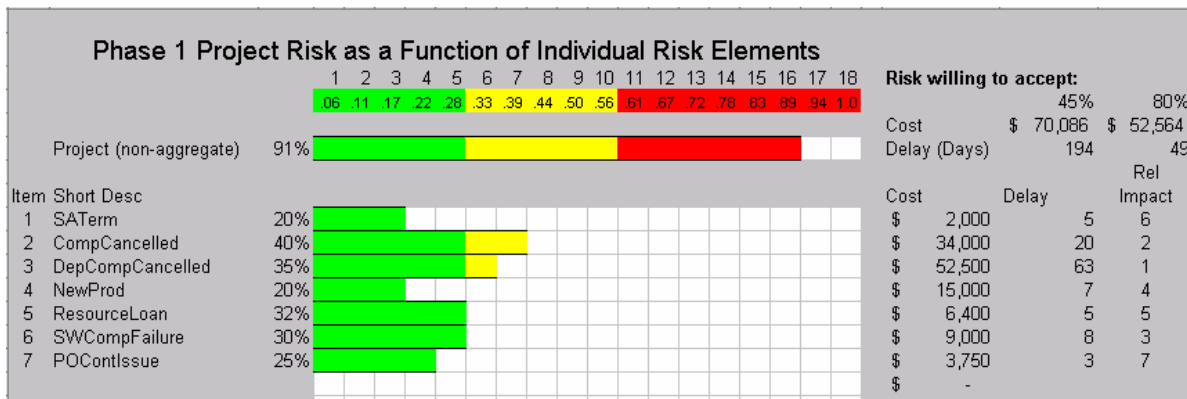 Phase 1 Project Risk as a Function of Individual Risk Elements
1 2 3 4 5 6 7 8 9 10 11 12 13 14 15 16 17 18 Risk willing to accept:
.06 .11 .17 .22 .28 .33 .39 .44 .50 .56 .61 .67 .72 .78 .83 .89 .94 1.0 45% 80%
Cost $ 70,086 $ 52,564
Project (non-aggregate) 91% Delay (Days) 194 49
Rel
Item Short Desc Cost Delay Impact
1 SATerm 20% $ 2,000 5 6
2 CompCancelled 40% $ 34,000 20 2
3 DepCompCancelled 35% $ 52,500 63 1
4 NewProd 20% $ 15,000 7 4
5 ResourceLoan 32% $ 6,400 5 5
6 SWCompFailure 30% $ 9,000 8 3
7 POContIssue 25% $ 3,750 3 7
$ -